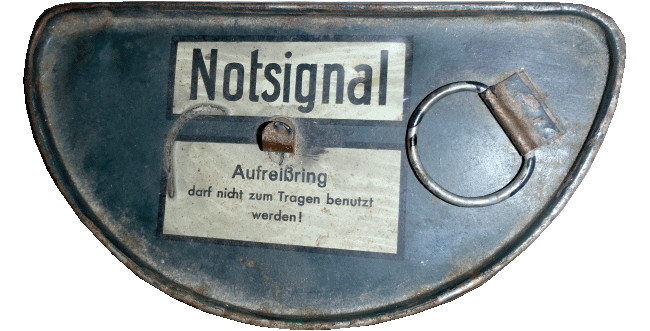 Notsignal
Aufreißring
darf nicht zum Tragen benutzt
werden!